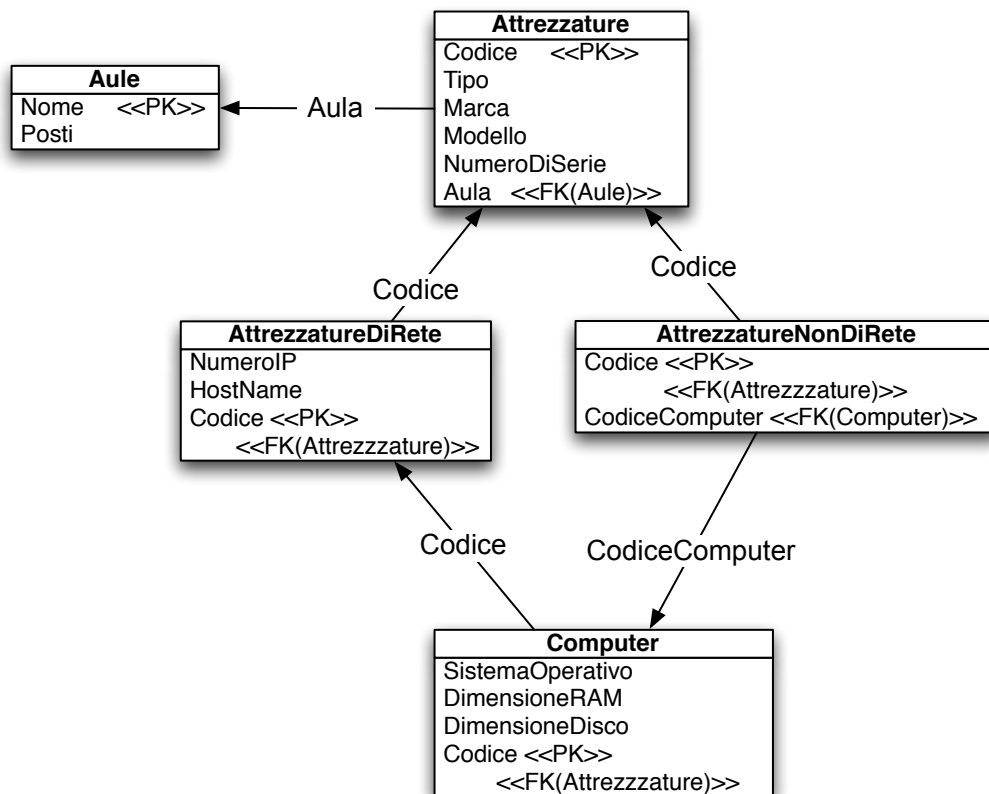 Attrezzature
Codice <<PK>>
Tipo
Marca
Modello
NumeroDiSerie
Aula <<FK(Aule)>>
Aule
Nome <<PK>>
Posti
Aula
Codice
Codice
AttrezzatureDiRete
NumeroIP
HostName
Codice <<PK>>
<<FK(Attrezzzature)>>
AttrezzatureNonDiRete
Codice <<PK>>
<<FK(Attrezzzature)>>
CodiceComputer <<FK(Computer)>>
Codice
CodiceComputer
Computer
SistemaOperativo
DimensioneRAM
DimensioneDisco
Codice <<PK>>
<<FK(Attrezzzature)>>